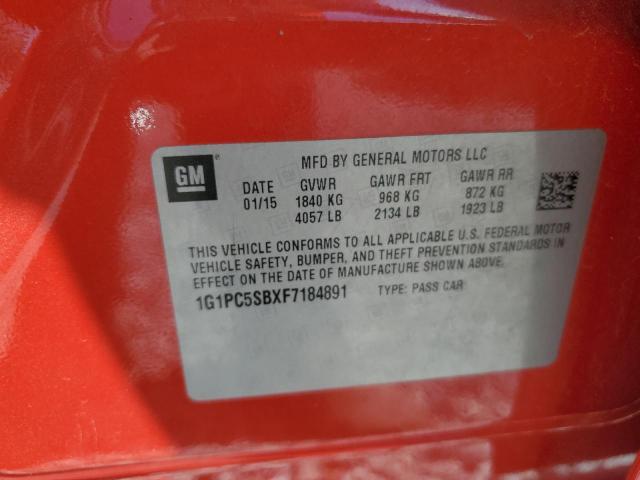 GM ®
MFD BY GENERAL MOTORS LLC
DATE GVWR GAWR FRT GAWR RR
01/15 1840 KG 968 KG 872 KG
4057 LB 2134 LB 1923 LB
THIS VEHICLE CONFORMS TO ALL APPLICABLE U.S. FEDERAL MOTOR
VEHICLE SAFETY, BUMPER, AND THEFT PREVENTION STANDARDS IN
EFFECT ON THE DATE OF MANUFACTURE SHOWN ABOVE.
1G1PC5SBXF7184891 TYPE: PASS CAR